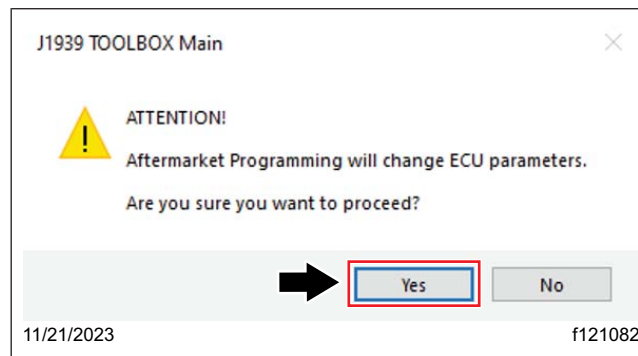 J1939 TOOLBOX Main
ATTENTION!
Aftermarket Programming will change ECU parameters.
Are you sure you want to proceed?
Yes No
11/21/2023 f121082